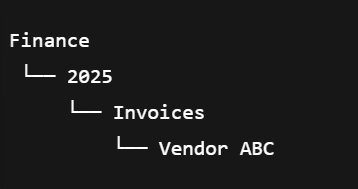 Finance
└── 2025
└── Invoices
└── Vendor ABC